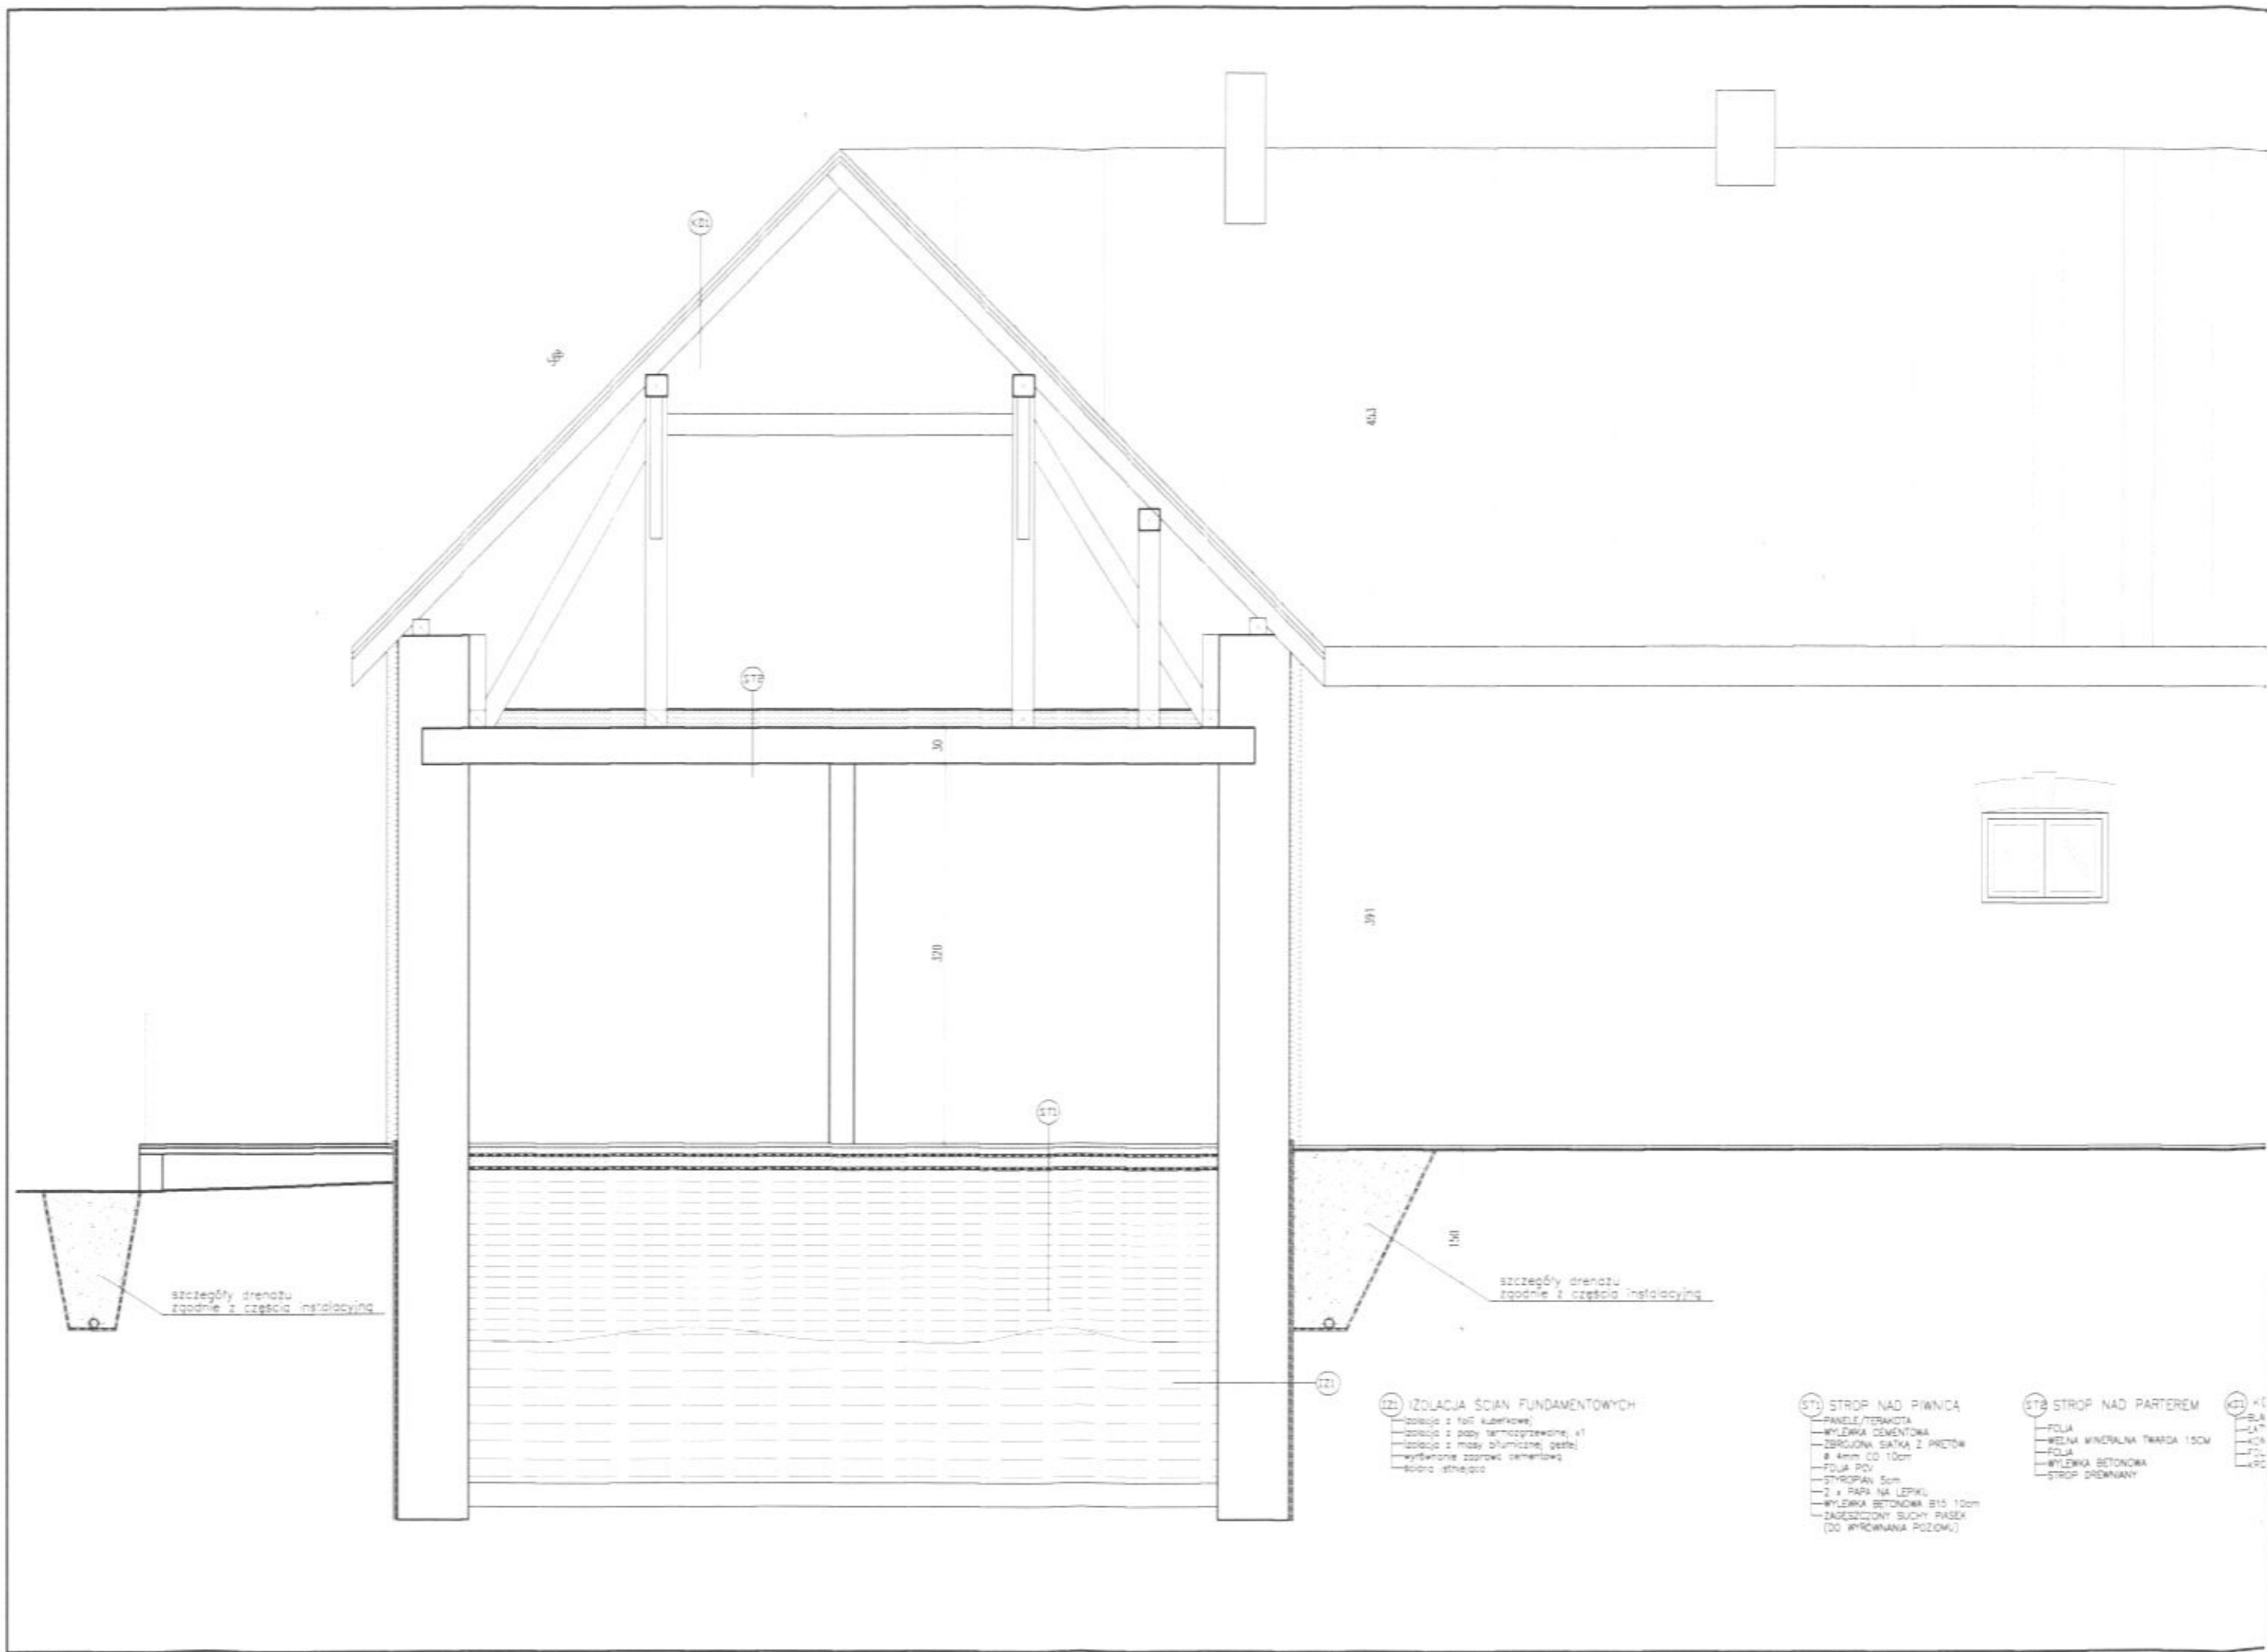 KD1
453
ST2
30
391
320
ST1
150
szczegóły drenażu
zgodnie z częścia instalacyjną
szczegóły drenażu
zgodnie z częścia instalacyjną
IZ1
IZ1 IZOLACJA ŚCIAN FUNDAMENTOWYCH
izolacja z folii kubełkowej
izolacja z papy termozgrzewalnej x1
izolacja z masy bitumicznej gęstej
wyrównanie zaprawą cementową
ściana istniejąca
ST1 STROP NAD PIWNICĄ
PANELE/TERAKOTA
WYLEWKA CEMENTOWA
ZBROJONA SIATKĄ Z PRĘTÓW
ø 4mm CO 10cm
FOLIA PCV
STYROPIAN 5cm
2 x PAPA NA LEPIKU
WYLEWKA BETONOWA B15 10cm
ZAGĘSZCZONY SUCHY PIASEK
(DO WYRÓWNANIA POZIOMU)
ST2 STROP NAD PARTEREM
FOLIA
WEŁNA MINERALNA TWARDA 15CM
FOLIA
WYLEWKA BETONOWA
STROP DREWNIANY
KD1